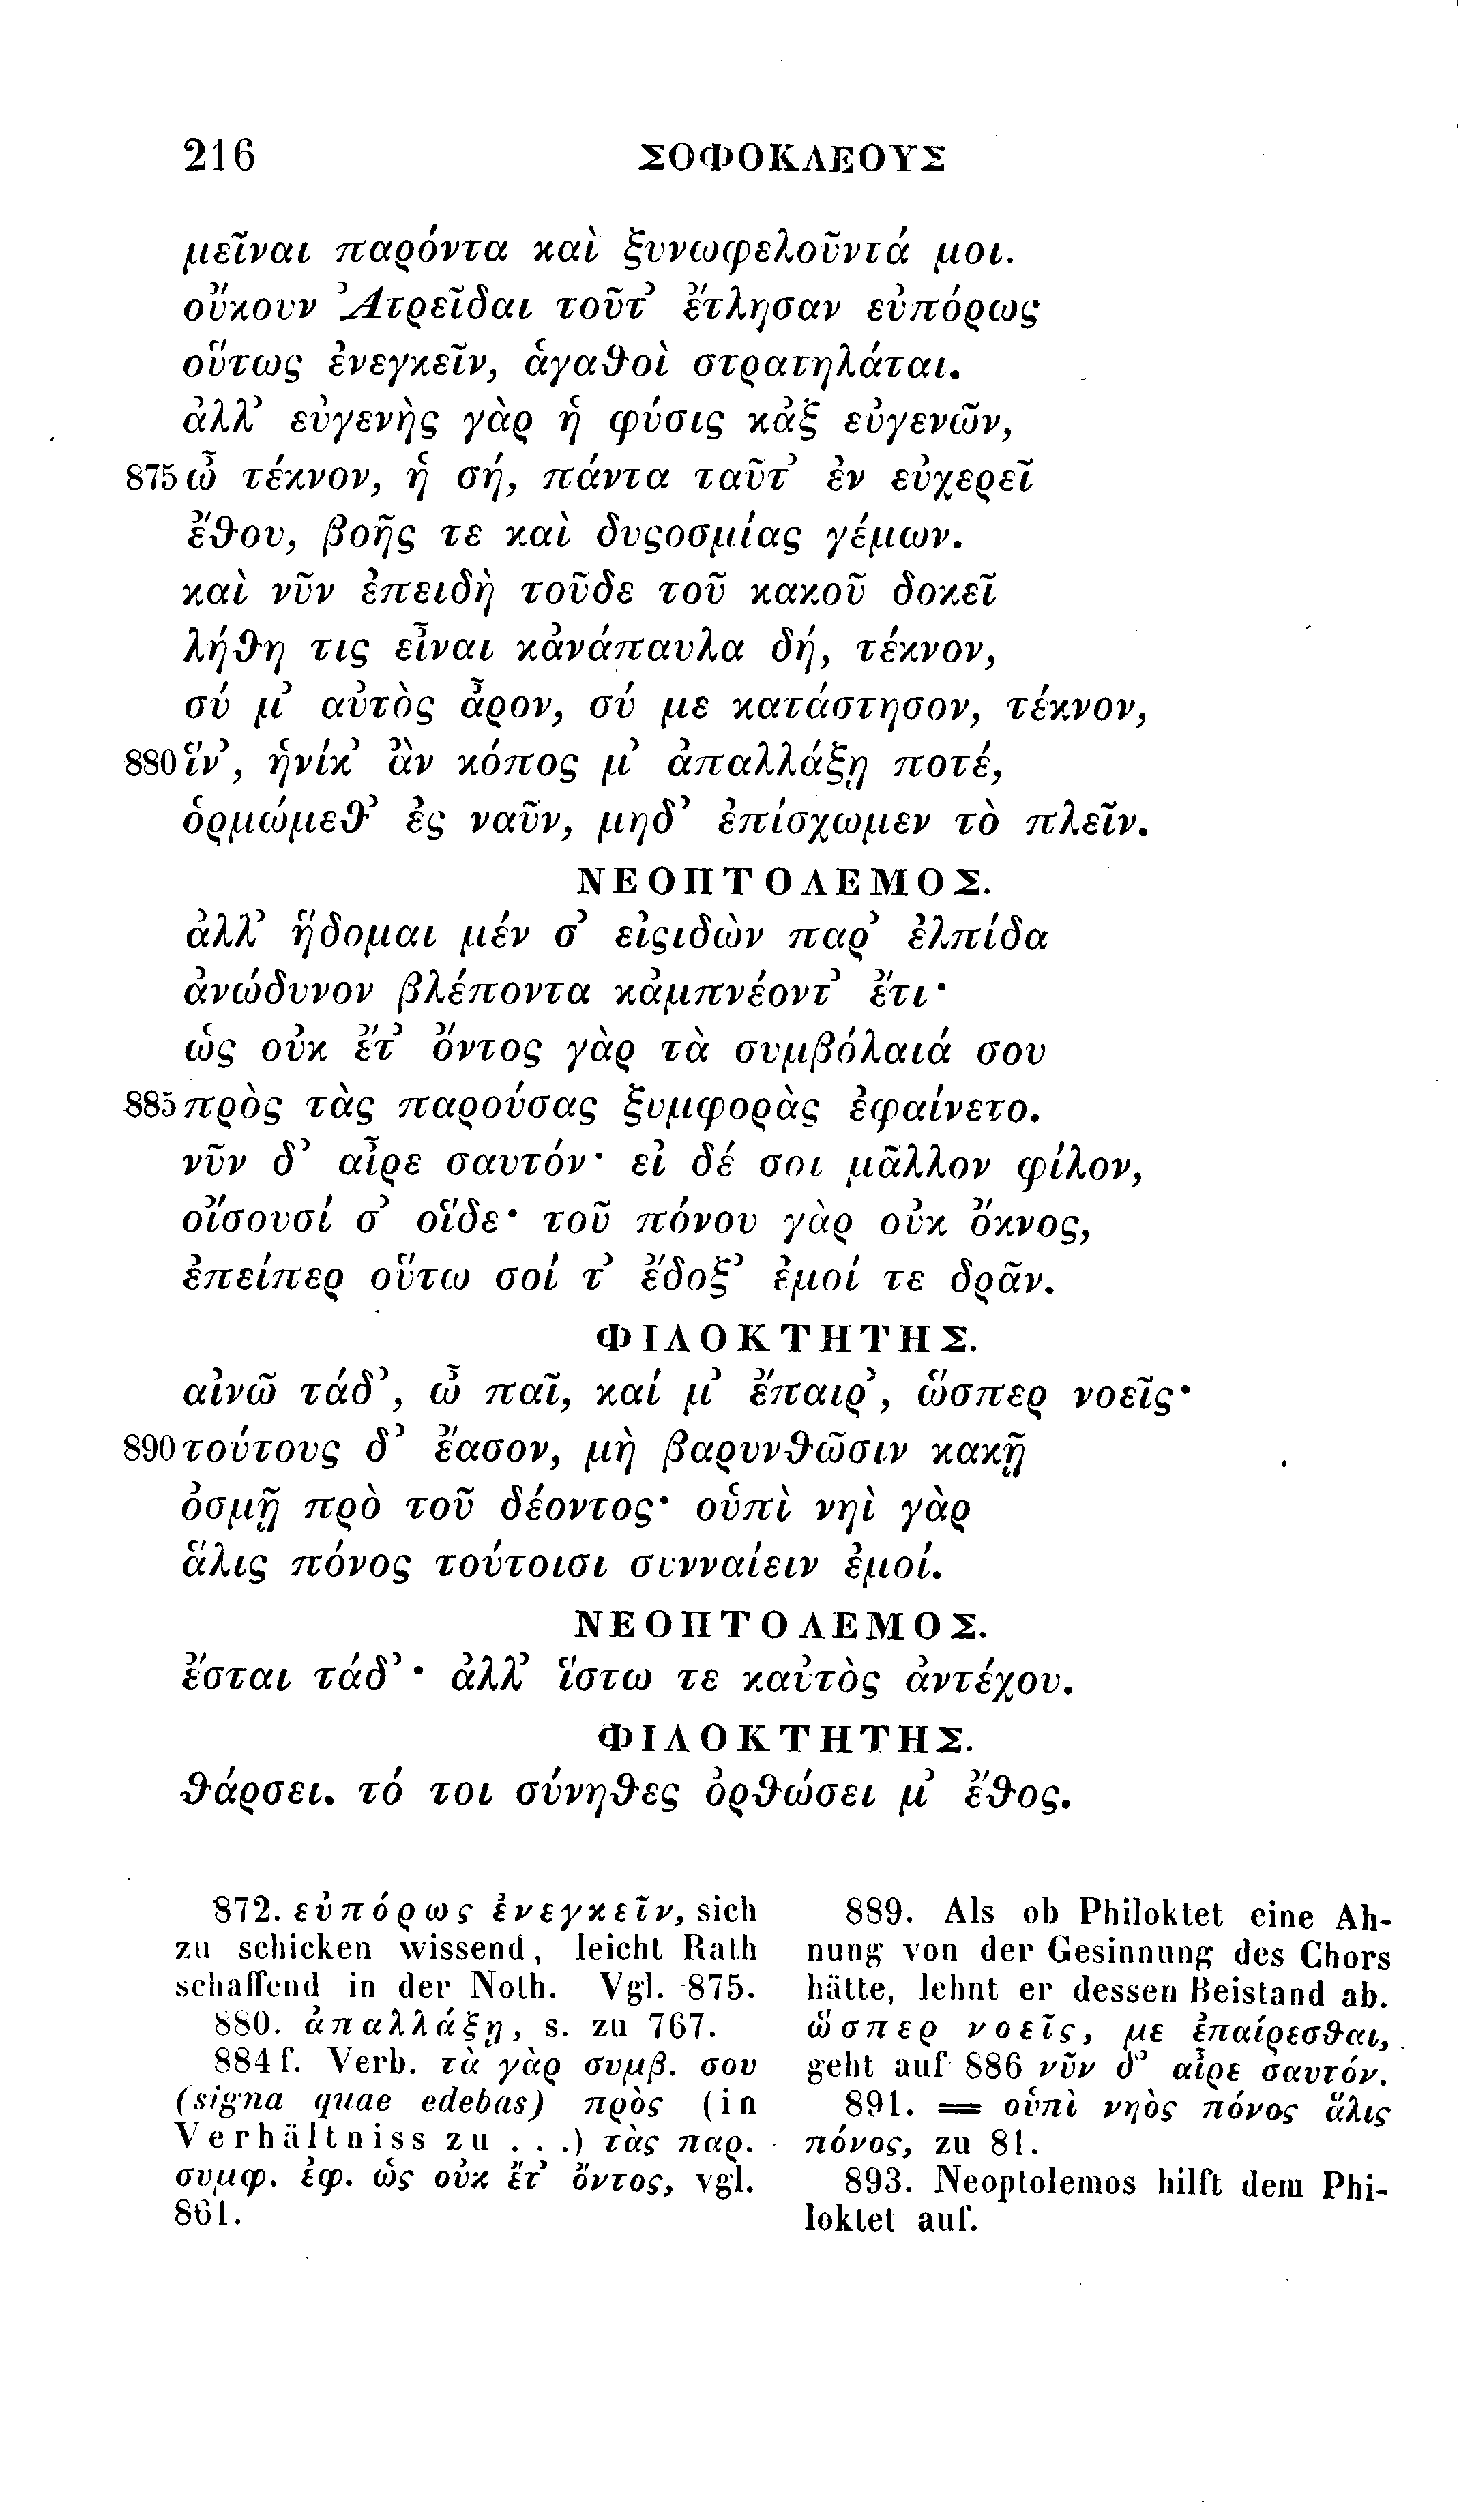 216 ΣΟΦΟΚΛΕΟΥΣ
μεῖναι παρόντα καὶ ξυνωφελοῦντά μοι.
οὔκουν Ἀτρεῖδαι τοῦτ’ ἔτλησαν εὐπόρως
οὕτως ἐνεγκεῖν, ἁγαθοὶ στρατηλάται.
ἀλλ’ εὐγενὴς γὰρ ἡ φύσις κἀξ εὐγενῶν,
875 ὦ τέκνον, ἡ σή, πάντα ταῦτ’ ἐν εὐχερεῖ
ἔθου, βοῆς τε καὶ δυςοσμίας γέμων.
καὶ νῦν ἐπειδὴ τοῦδε τοῦ κακοῦ δοκεῖ
λήθη τις εἶναι κἀνάπαυλα δή, τέκνον,
σύ μ’ αὐτὸς ἆρον, σύ με κατάστησον, τέκνον,
880 ἵν’, ἡνίκ’ ἂν κόπος μ’ ἀπαλλάξῃ ποτέ,
ὁρμώμεθ’ ἐς ναῦν, μηδ’ ἐπίσχωμεν τὸ πλεῖν.
ΝΕΟΠΤΟΛΕΜΟΣ.
ἀλλ’ ἥδομαι μέν σ’ εἰςιδὼν παρ’ ἐλπίδα
ἀνώδυνον βλέποντα κἀμπνέοντ’ ἔτι·
ὡς οὐκ ἔτ’ ὄντος γὰρ τὰ συμβόλαιά σου
885 πρὸς τὰς παρούσας ξυμφορὰς ἐφαίνετο.
νῦν δ’ αἶρε σαυτόν· εἰ δέ σοι μᾶλλον φίλον,
οἴσουσί σ’ οἵδε· τοῦ πόνου γὰρ οὐκ ὄκνος,
ἐπείπερ οὕτω σοί τ’ ἔδοξ’ ἐμοί τε δρᾶν.
ΦΙΛΟΚΤΗΤΗΣ.
αἰνῶ τάδ’, ὦ παῖ, καί μ’ ἔπαιρ’, ὥσπερ νοεῖς·
890 τούτους δ’ ἔασον, μὴ βαρυνθῶσιν κακῇ
ὀσμῇ πρὸ τοῦ δέοντος· οὑπὶ νηὶ γὰρ
ἅλις πόνος τούτοισι συνναίειν ἐμοί.
ΝΕΟΠΤΟΛΕΜΟΣ.
ἔσται τάδ’· ἀλλ’ ἵστω τε καὐτὸς ἀντέχου.
ΦΙΛΟΚΤΗΤΗΣ.
θάρσει. τό τοι σύνηθες ὀρθώσει μ’ ἔθος.
872. εὐπόρως ἐνεγκεῖν, sich
zu schicken wissend, leicht Rath
schaffend in der Noth. Vgl. 875.
880. ἀπαλλάξῃ, s. zu 767.
884 f. Verb. τὰ γὰρ συμβ. σου
(signa quae edebas) πρὸς (in
Verhältniss zu . . .) τὰς παρ.
συμφ. ἐφ. ὡς οὐκ ἔτ’ ὄντος, vgl.
861.
889. Als ob Philoktet eine Ah-
nung von der Gesinnung des Chors
hätte, lehnt er dessen Beistand ab.
ὥσπερ νοεῖς, με ἐπαίρεσθαι,
geht auf 886 νῦν δ’ αἶρε σαυτόν.
891. = οὑπὶ νηὸς πόνος ἅλις
πόνος, zu 81.
893. Neoptolemos hilft dem Phi-
loktet auf.